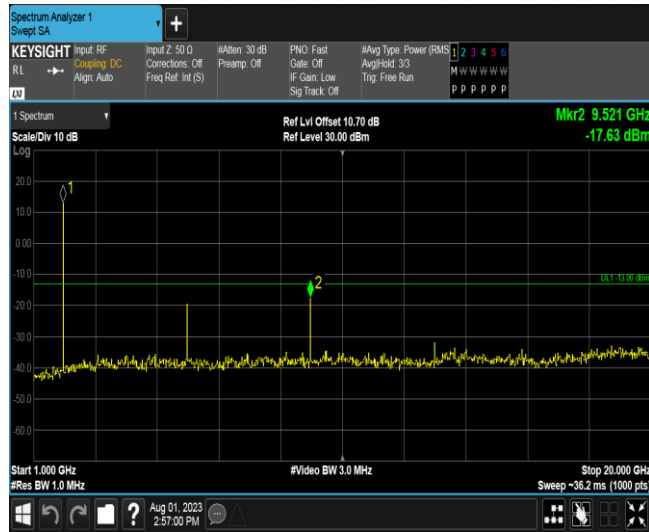 Spectrum Analyzer 1
Swept SA
+
KEYSIGHT Input: RF Input Z: 50 Ω #Atten: 30 dB PNO: Fast #Avg Type: Power (RMS 1 2 3 4 5 6
RL Coupling: DC Corrections: Off Preamp: Off Gate: Off Avg|Hold: 3/3 M W W W W W
Align: Auto Freq Ref: Int (S) IF Gain: Low Trig: Free Run
LXI Sig Track: Off P P P P P P
1 Spectrum
Ref Lvl Offset 10.70 dB
Mkr2 9.521 GHz
Scale/Div 10 dB Ref Level 30.00 dBm -17.63 dBm
Log
20.0
1
10.0
0.00
-10.0
DL1 -13.00 dBm
2
-20.0
-30.0
-40.0
-50.0
-60.0
Start 1.000 GHz #Video BW 3.0 MHz Stop 20.000 GHz
#Res BW 1.0 MHz Sweep ~36.2 ms (1000 pts)
? Aug 01, 2023
2:57:00 PM